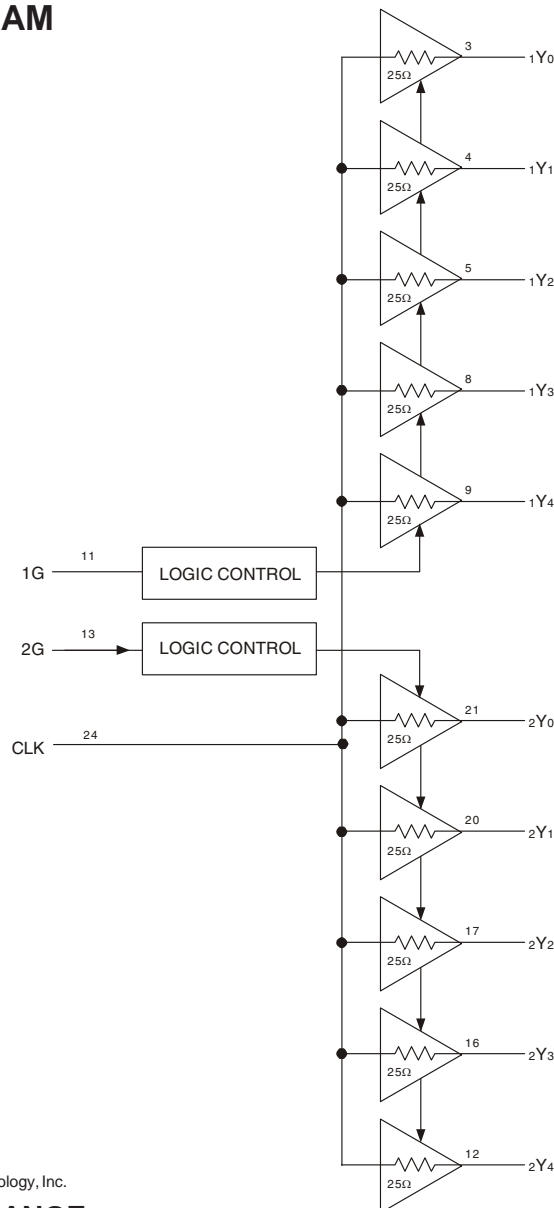 AM
3
1Y0
25Ω
4
1Y1
25Ω
5
1Y2
25Ω
8
1Y3
25Ω
9
1Y4
25Ω
11
1G
LOGIC CONTROL
13
2G
LOGIC CONTROL
21
2Y0
25Ω
24
CLK
20
2Y1
25Ω
17
2Y2
25Ω
16
2Y3
25Ω
12
2Y4
25Ω
ology, Inc.